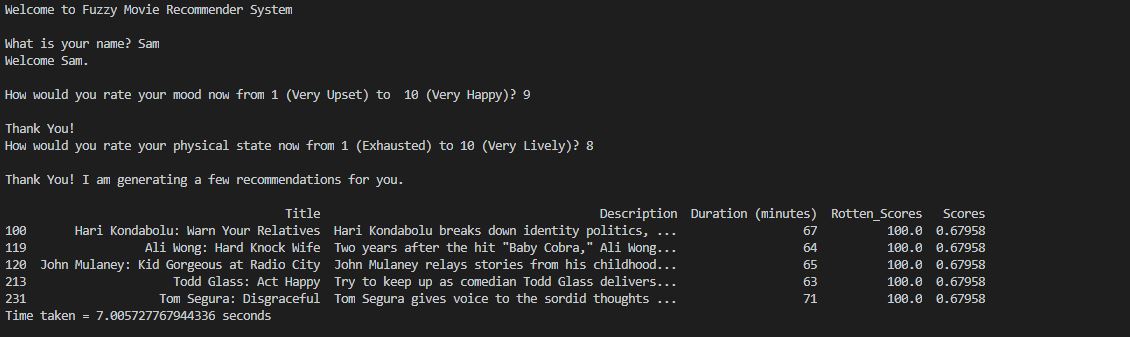 Welcome to Fuzzy Movie Recommender System
What is your name? Sam
Welcome Sam.
How would you rate your mood now from 1 (Very Upset) to  10 (Very Happy)? 9
Thank You!
How would you rate your physical state now from 1 (Exhausted) to 10 (Very Lively)? 8
Thank You! I am generating a few recommendations for you.
Title Description Duration (minutes) Rotten_Scores Scores
100 Hari Kondabolu: Warn Your Relatives Hari Kondabolu breaks down identity politics, ... 67 100.0 0.67958
119 Ali Wong: Hard Knock Wife Two years after the hit "Baby Cobra," Ali Wong... 64 100.0 0.67958
120 John Mulaney: Kid Gorgeous at Radio City John Mulaney relays stories from his childhood... 65 100.0 0.67958
213 Todd Glass: Act Happy Try to keep up as comedian Todd Glass delivers... 63 100.0 0.67958
231 Tom Segura: Disgraceful Tom Segura gives voice to the sordid thoughts ... 71 100.0 0.67958
Time taken = 7.005727767944336 seconds